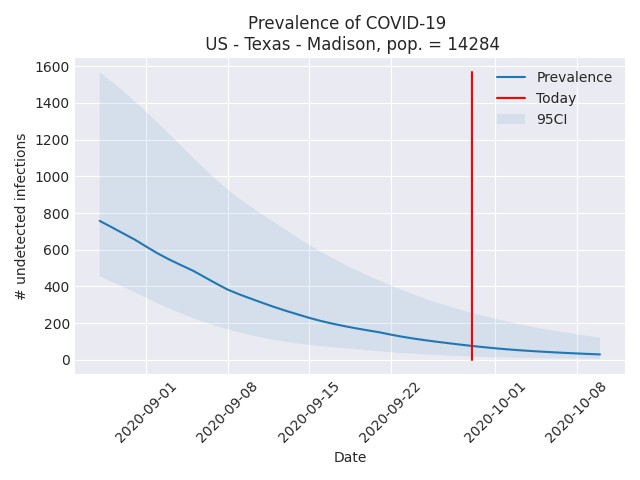 Prevalence of COVID-19
US - Texas - Madison, pop. = 14284
1600
1400
1200
1000
800
600
400
200
0
# undetected infections
Prevalence
Today
95CI
2020-09-01
2020-09-08
2020-09-15
2020-09-22
2020-10-01
2020-10-08
Date